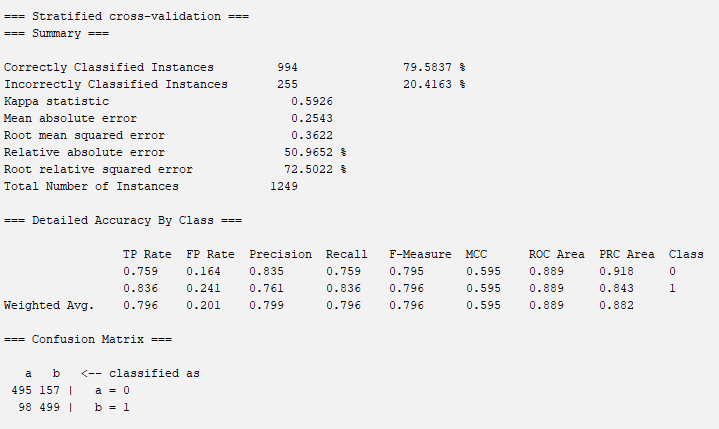 === Stratified cross-validation ===
=== Summary ===
Correctly Classified Instances 994 79.5837 %
Incorrectly Classified Instances 255 20.4163 %
Kappa statistic 0.5926
Mean absolute error 0.2543
Root mean squared error 0.3622
Relative absolute error 50.9652 %
Root relative squared error 72.5022 %
Total Number of Instances 1249
=== Detailed Accuracy By Class ===
TP Rate FP Rate Precision Recall F-Measure MCC ROC Area PRC Area Class
0.759 0.164 0.835 0.759 0.795 0.595 0.889 0.918 0
0.836 0.241 0.761 0.836 0.796 0.595 0.889 0.843 1
Weighted Avg. 0.796 0.201 0.799 0.796 0.796 0.595 0.889 0.882
=== Confusion Matrix ===
a b <-- classified as
495 157 | a = 0
98 499 | b = 1